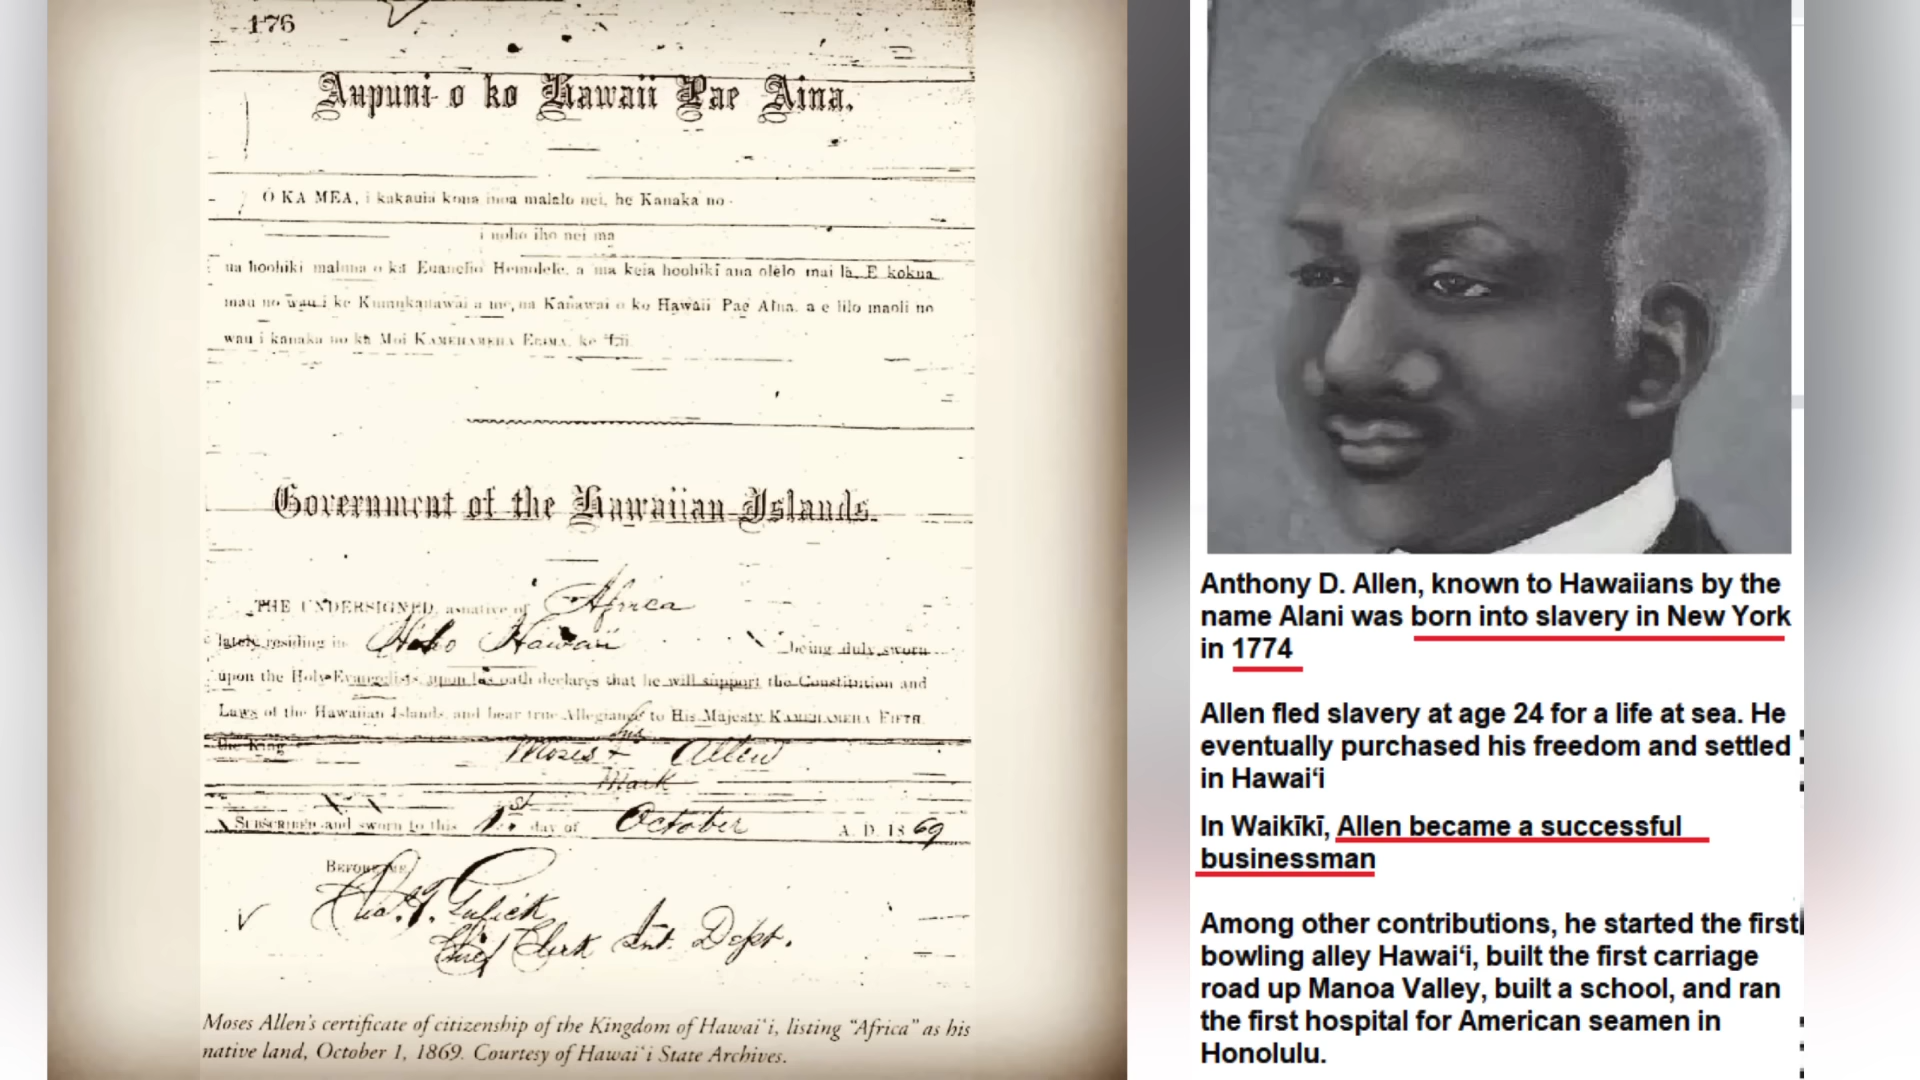 176
Aupuni o ko Hawaii Pae Aina.
O KA MEA, i kakauia kona inoa malalo nei, he Kanaka no
i noho iho nei ma
ua hoohiki maluna o ka Euanelio Hemolele, a ma keia hoohiki ana olelo mai la, E kokua
mau no wau i ke Kumukanawai a me na Kanawai o ko Hawaii Pae Aina, a e lilo maoli no
wau i kanaka no ka Moi KAMEHAMEHA ELIMA, ke
Government of the Hawaiian Islands.
THE UNDERSIGNED, a native of Africa
lately residing in Hilo Hawaii being duly sworn
upon the Holy Evangelists, upon his oath declares that he will support the Constitution and
Laws of the Hawaiian Islands, and bear true Allegiance to His Majesty KAMEHAMEHA FIFTH,
the King
his
Moses + Allen
Mark
SUBSCRIBED and sworn to this 1st day of October A. D. 1869
BEFORE ME,
Chief Clerk Int. Dept.
Moses Allen's certificate of citizenship of the Kingdom of Hawai'i, listing "Africa" as his
native land, October 1, 1869. Courtesy of Hawai'i State Archives.
Anthony D. Allen, known to Hawaiians by the
name Alani was born into slavery in New York
in 1774
Allen fled slavery at age 24 for a life at sea. He
eventually purchased his freedom and settled
in Hawaiʻi
In Waikīkī, Allen became a successful
businessman
Among other contributions, he started the first
bowling alley Hawaiʻi, built the first carriage
road up Manoa Valley, built a school, and ran
the first hospital for American seamen in
Honolulu.